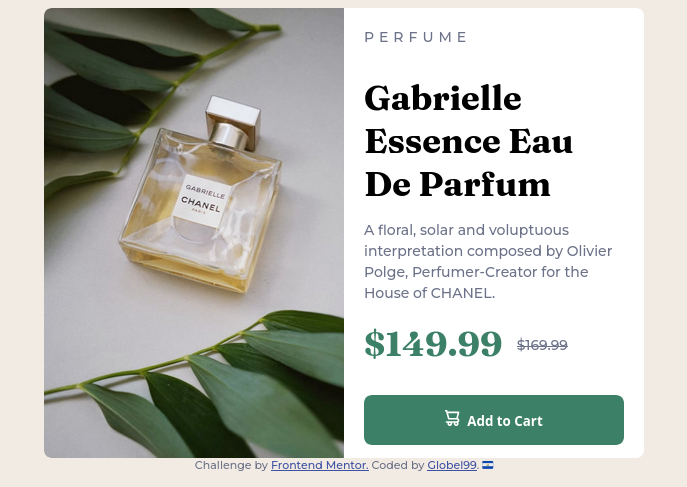 PERFUME
Gabrielle
Essence Eau
De Parfum
A floral, solar and voluptuous
interpretation composed by Olivier
Polge, Perfumer-Creator for the
House of CHANEL.
$149.99 $169.99
Add to Cart
GABRIELLE
CHANEL
PARIS
Challenge by Frontend Mentor. Coded by Globel99.